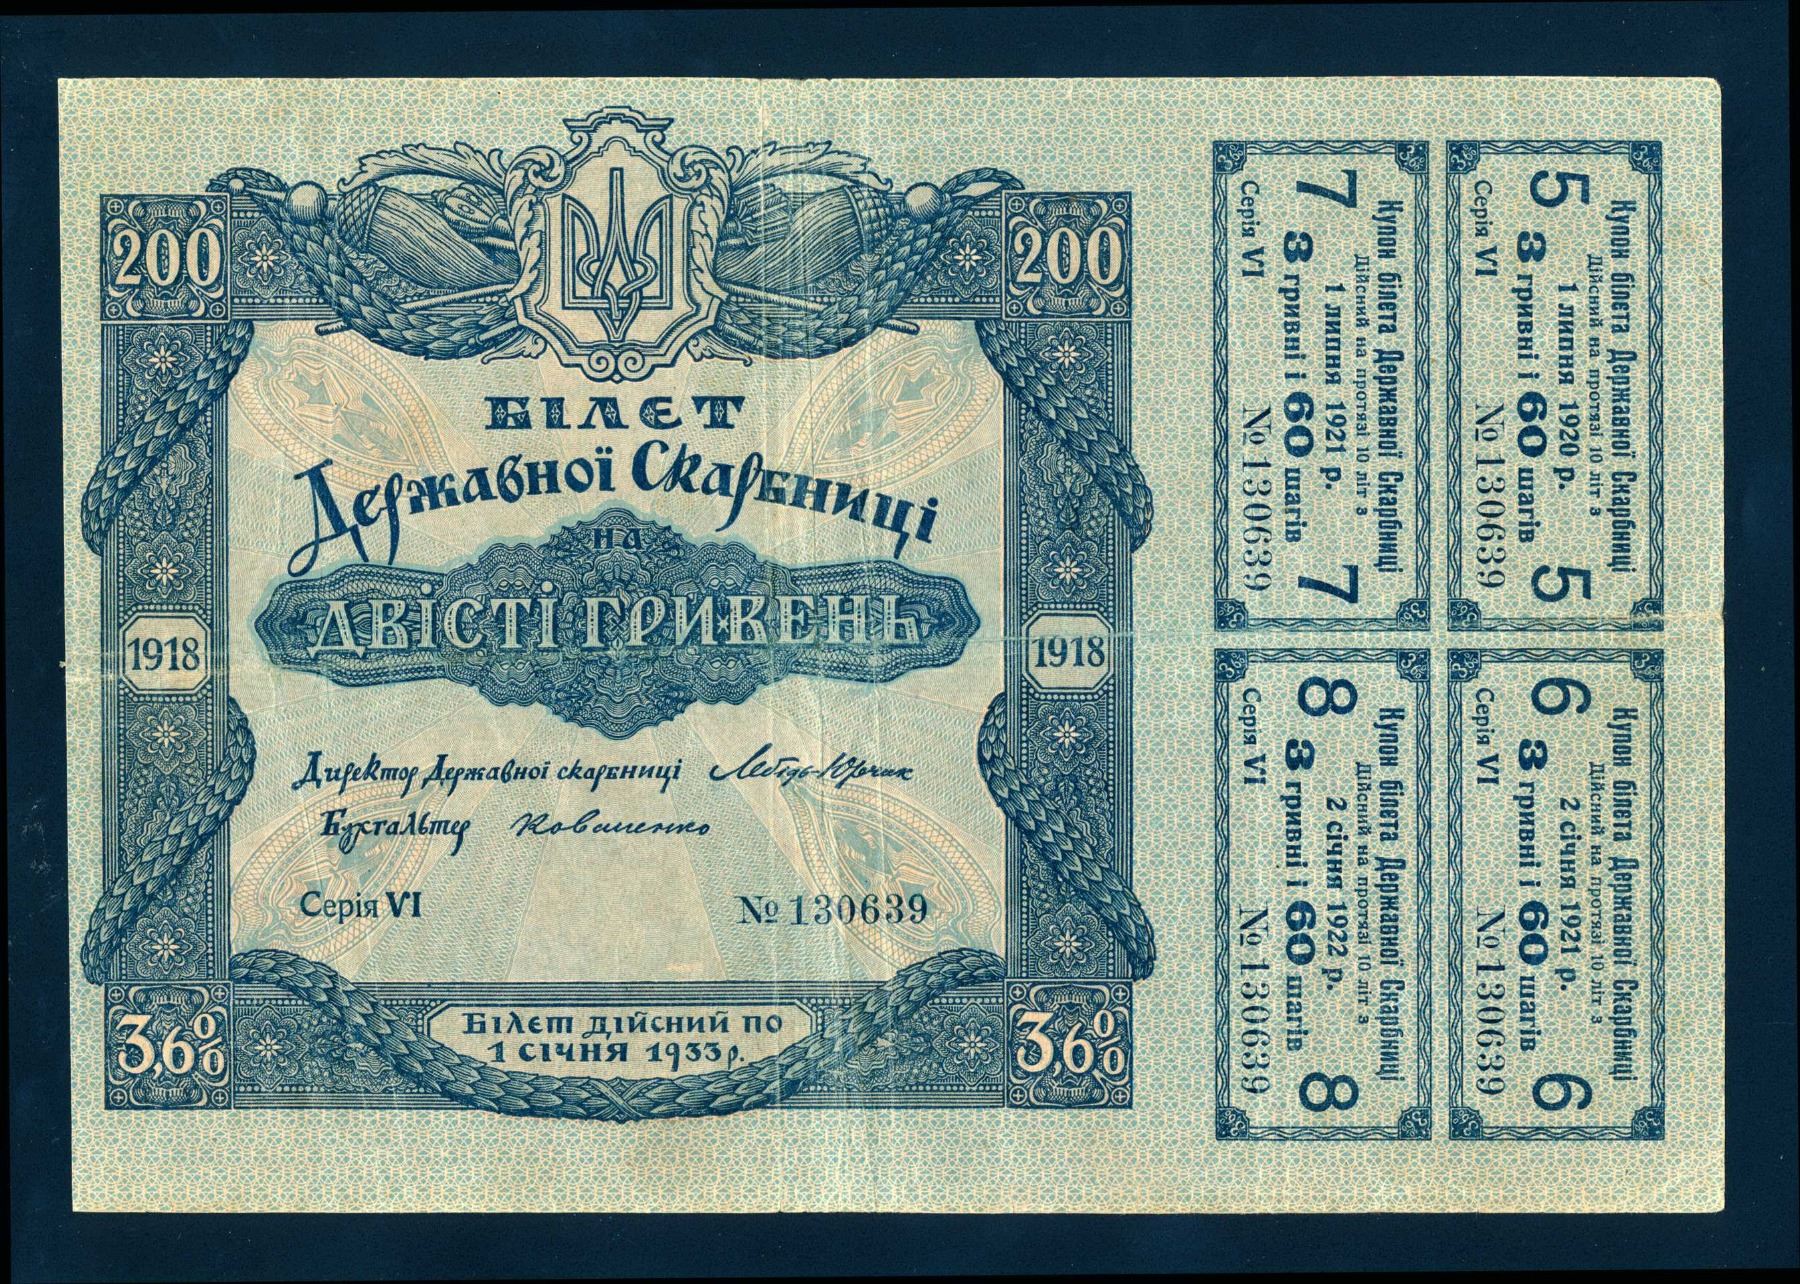 200
200
БІЛЕТ
Державної Скарбниці
НА
ДВІСТІ ГРИВЕНЬ
1918
1918
Директор Державної скарбниці Лебідь-Юрчик
Бухгальтер
Серія VI № 130639
БІЛЕТ ДІЙСНИЙ ПО
1 СІЧНЯ 1933 р.
3,6%
3,6%
Купон білета Державної Скарбниці
Дійсний на протязі 10 літ з
7 1 липня 1921 р. 7
3 гривні і 60 шагів
Серія VI № 130639
Купон білета Державної Скарбниці
Дійсний на протязі 10 літ з
5 1 липня 1920 р. 5
3 гривні і 60 шагів
Серія VI № 130639
Купон білета Державної Скарбниці
Дійсний на протязі 10 літ з
8 2 січня 1922 р. 8
3 гривні і 60 шагів
Серія VI № 130639
Купон білета Державної Скарбниці
Дійсний на протязі 10 літ з
6 2 січня 1921 р. 6
3 гривні і 60 шагів
Серія VI № 130639